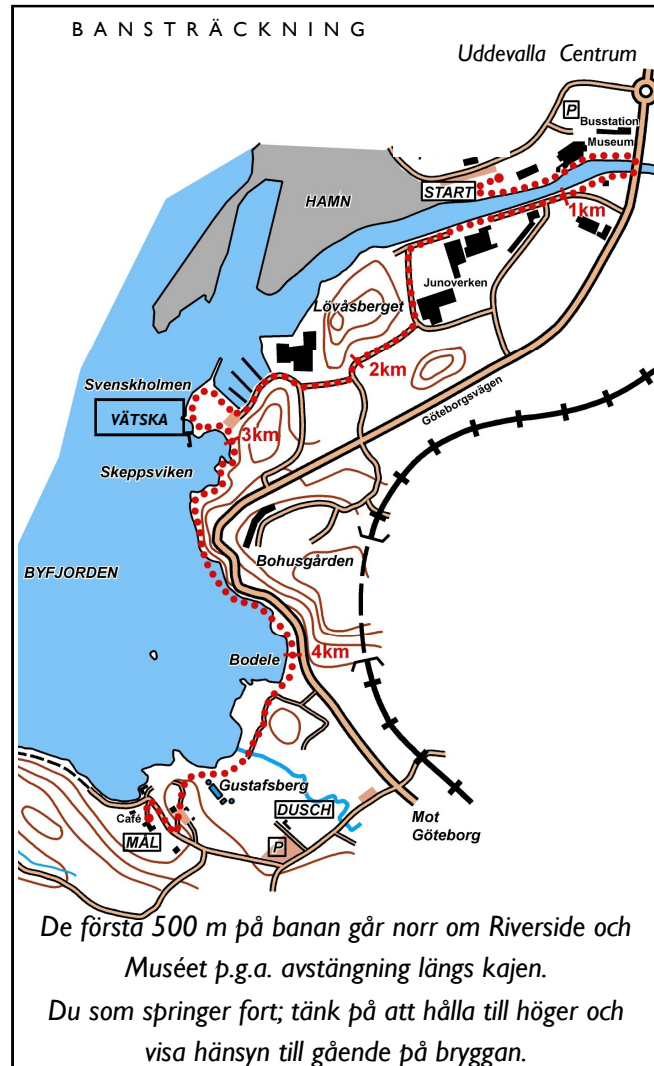 BANSTRÄCKNING
Uddevalla Centrum
P
Busstation
Museum
START
HAMN
1km
Junoverken
Lövåsberget
2km
Svenskholmen
VÄTSKA
Göteborgsvägen
3km
Skeppsviken
Bohusgården
BYFJORDEN
4km
Bodele
Gustafsberg
DUSCH
Café
MÅL
P
Mot
Göteborg
De första 500 m på banan går norr om Riverside och
Muséet p.g.a. avstängning längs kajen.
Du som springer fort; tänk på att hålla till höger och
visa hänsyn till gående på bryggan.